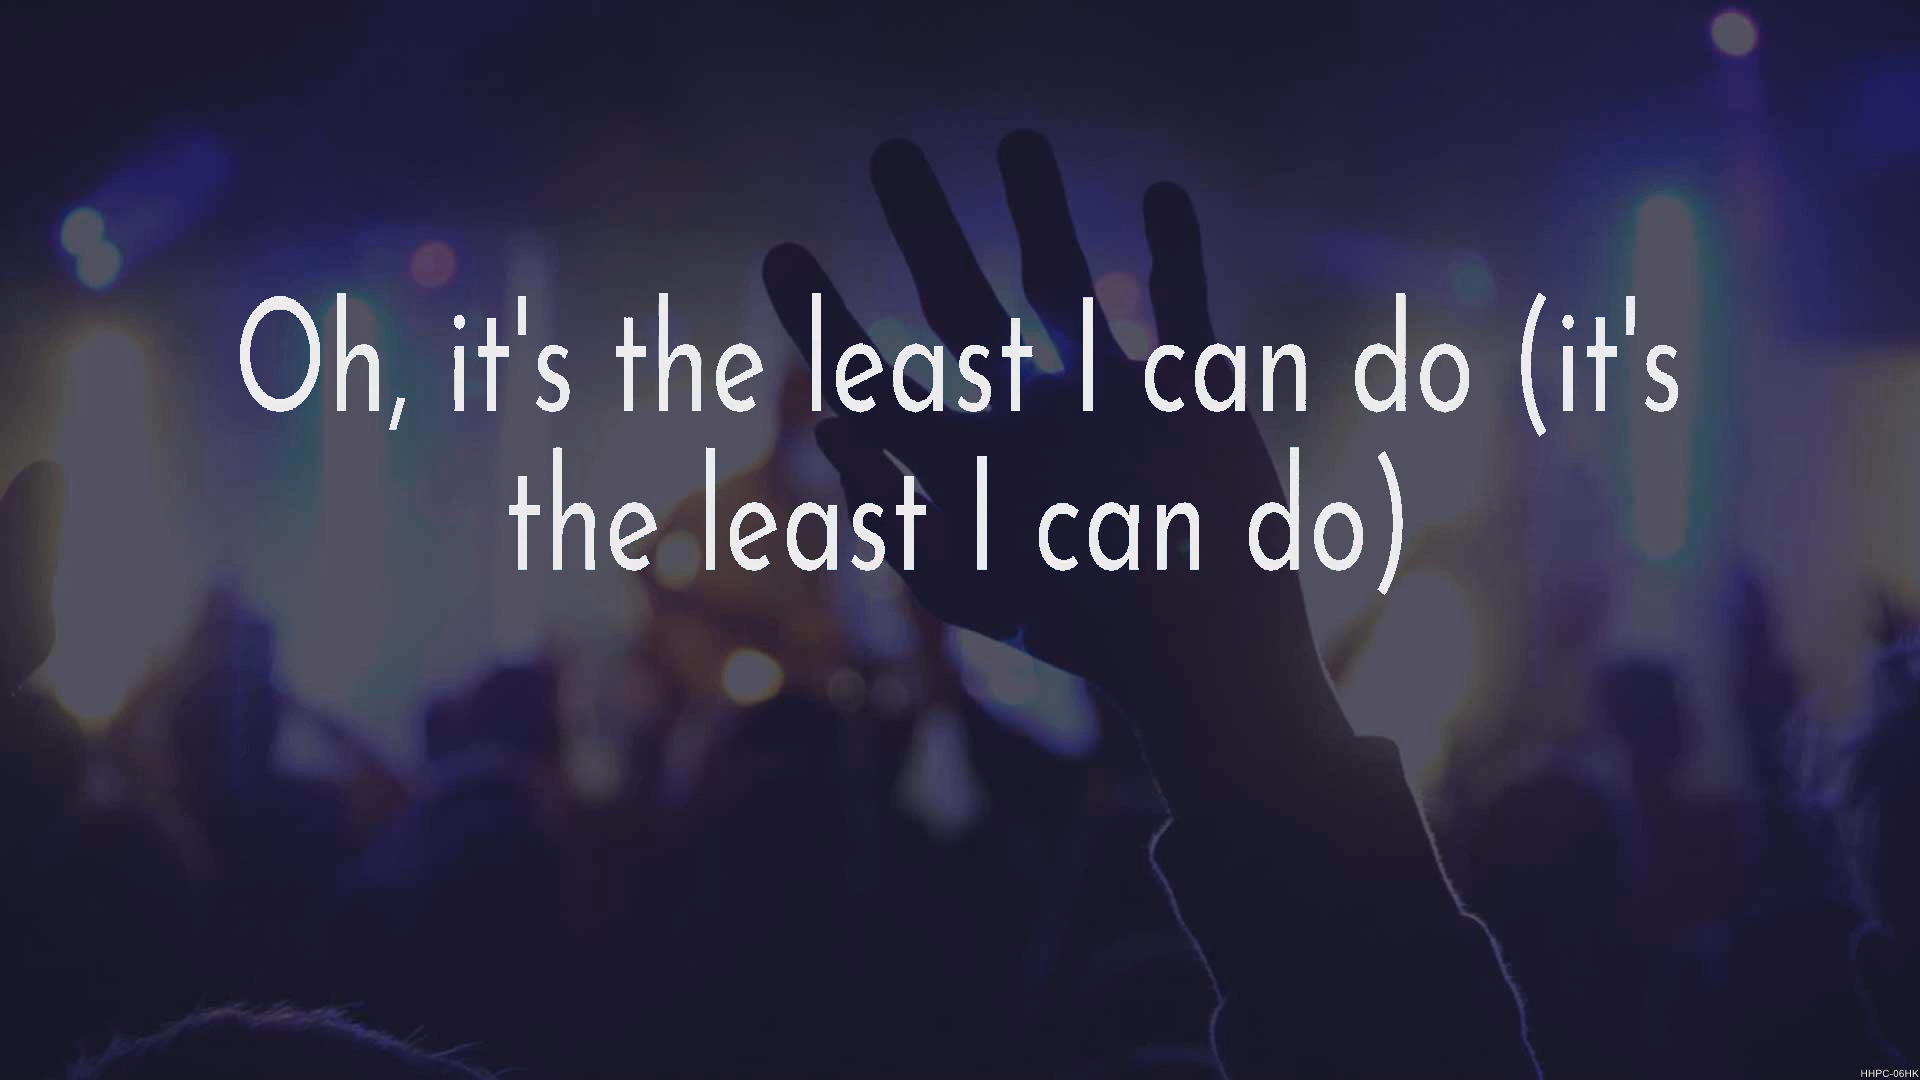 Oh, it's the least I can do (it's
the least I can do)
HHPC-06HK